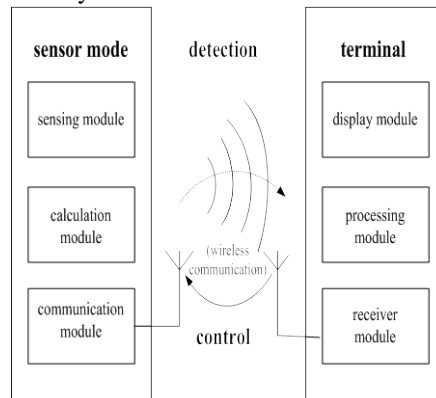 sensor mode
detection
terminal
sensing module
display module
calculation
module
processing
module
(wireless
communication)
communication
module
control
receiver
module